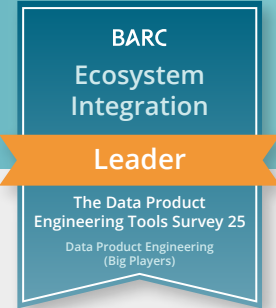 BARC
Ecosystem
Integration
Leader
The Data Product
Engineering Tools Survey 25
Data Product Engineering
(Big Players)